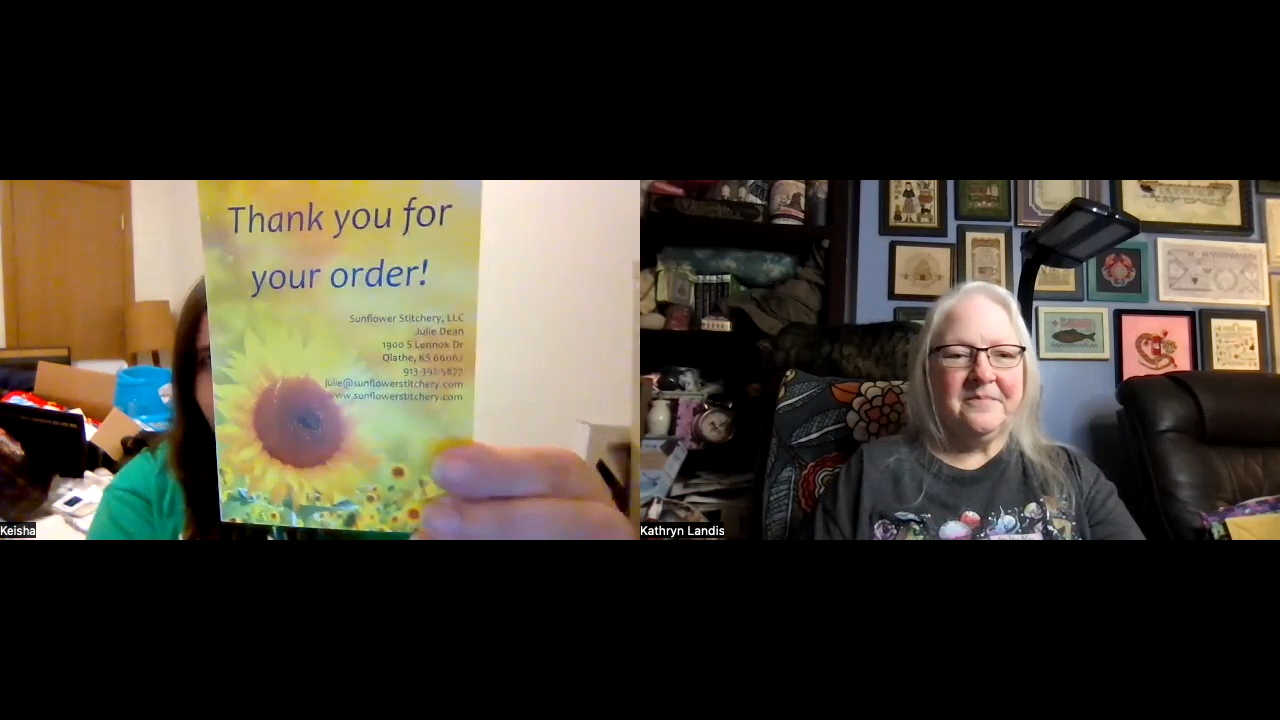 Thank you for
your order!
Sunflower Stitchery, LLC
Julie Dean
1900 S Lennox Dr
Olathe, KS 66062
913-392-5877
julie@sunflowerstitchery.com
www.sunflowerstitchery.com
Keisha
Kathryn Landis